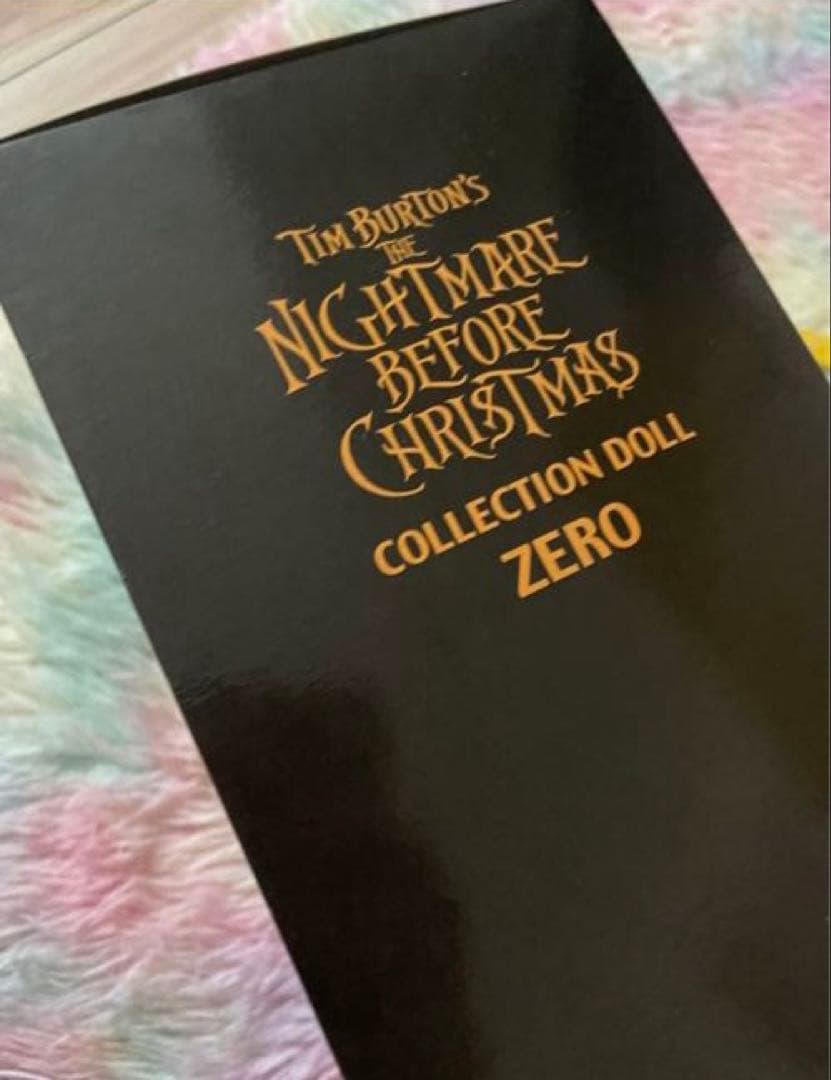 TIM BURTON'S
THE
NIGHTMARE
BEFORE
CHRISTMAS
COLLECTION DOLL
ZERO